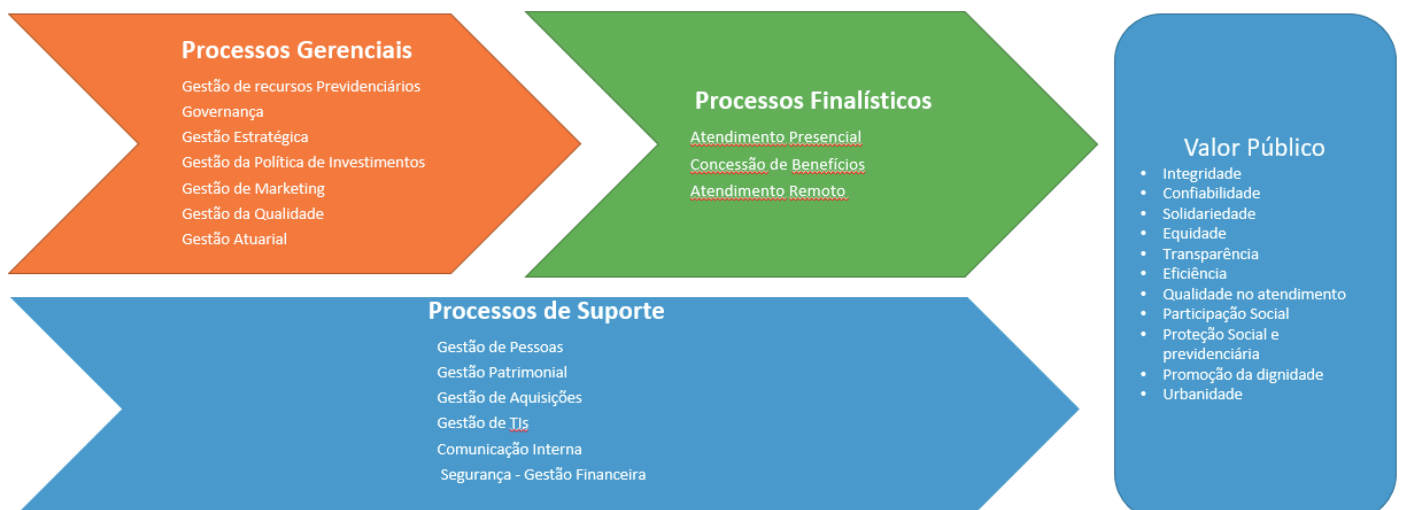 Processos Gerenciais
Gestão de recursos Previdenciários
Governança
Gestão Estratégica
Gestão da Política de Investimentos
Gestão de Marketing
Gestão da Qualidade
Gestão Atuarial
Processos Finalísticos
Atendimento Presencial
Concessão de Benefícios
Atendimento Remoto
Processos de Suporte
Gestão de Pessoas
Gestão Patrimonial
Gestão de Aquisições
Gestão de TIs
Comunicação Interna
Segurança - Gestão Financeira
Valor Público
• Integridade
• Confiabilidade
• Solidariedade
• Equidade
• Transparência
• Eficiência
• Qualidade no atendimento
• Participação Social
• Proteção Social e
previdenciária
• Promoção da dignidade
• Urbanidade